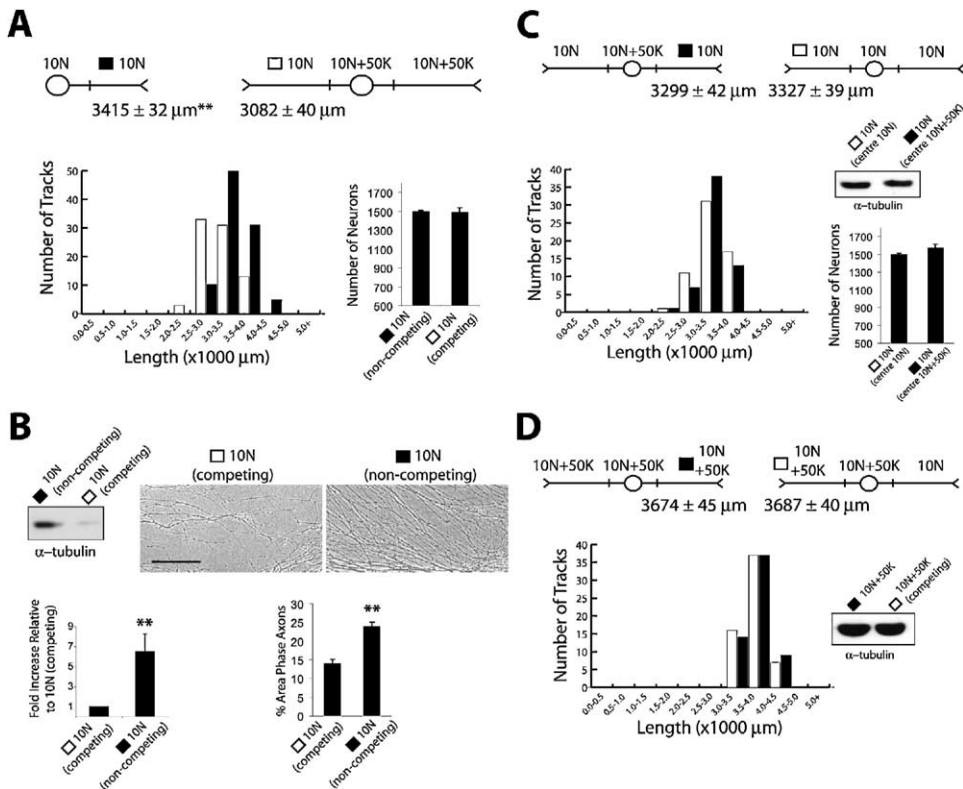 A
10N ■ 10N
3415 ± 32 μm**
□ 10N 10N+50K 10N+50K
3082 ± 40 μm
Number of Tracks
50
40
30
20
10
0
0.0-0.5 0.5-1.0 1.0-1.5 1.5-2.0 2.0-2.5 2.5-3.0 3.0-3.5 3.5-4.0 4.0-4.5 4.5-5.0 5.0+
Length (x1000 μm)
Number of Neurons
1700
1500
1300
1100
900
700
500
10N
(non-competing)
10N
(competing)
B
10N
(non-competing)
10N
(competing)
α-tubulin
10N
(competing)
10N
(non-competing)
Fold Increase Relative
to 10N (competing)
9
7
5
3
1
**
10N
(competing)
10N
(non-competing)
% Area Phase Axons
30
25
20
15
10
5
0
**
10N
(competing)
10N
(non-competing)
C
10N 10N+50K ■ 10N
3299 ± 42 μm
□ 10N 10N 10N
3327 ± 39 μm
Number of Tracks
40
35
30
25
20
15
10
5
0
0.0-0.5 0.5-1.0 1.0-1.5 1.5-2.0 2.0-2.5 2.5-3.0 3.0-3.5 3.5-4.0 4.0-4.5 4.5-5.0 5.0+
Length (x1000 μm)
10N
(centre 10N)
10N
(centre 10N+50K)
α-tubulin
Number of Neurons
1700
1500
1300
1100
900
700
500
10N
(centre 10N)
10N
(centre 10N+50K)
D
10N+50K 10N+50K ■ 10N
+50K
3674 ± 45 μm
□ 10N
+50K 10N+50K 10N
3687 ± 40 μm
Number of Tracks
40
35
30
25
20
15
10
5
0
0.0-0.5 0.5-1.0 1.0-1.5 1.5-2.0 2.0-2.5 2.5-3.0 3.0-3.5 3.5-4.0 4.0-4.5 4.5-5.0 5.0+
Length (x1000 μm)
10N+50K
10N+50K
(competing)
α-tubulin